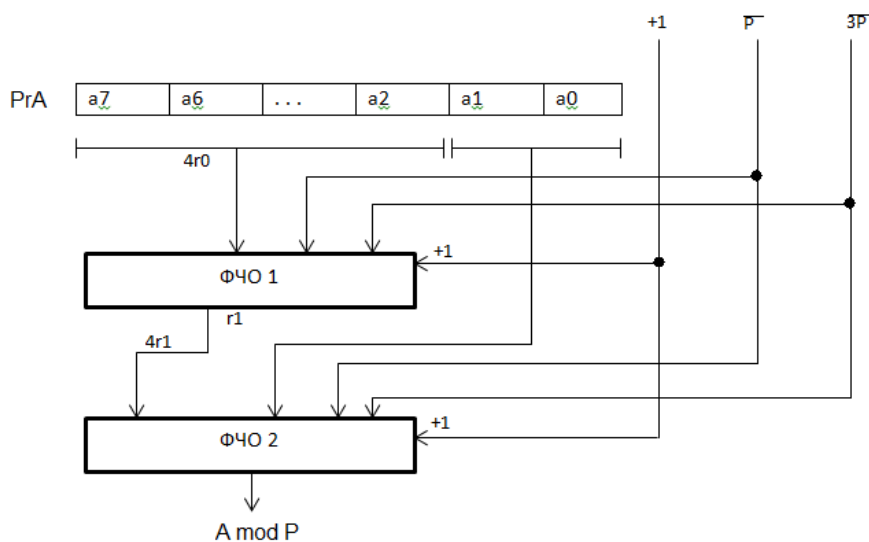 +1 P 3P
PrA a7 a6 ... a2 a1 a0
4r0
+1
ФЧО 1
r1
4r1
+1
ФЧО 2
A mod P